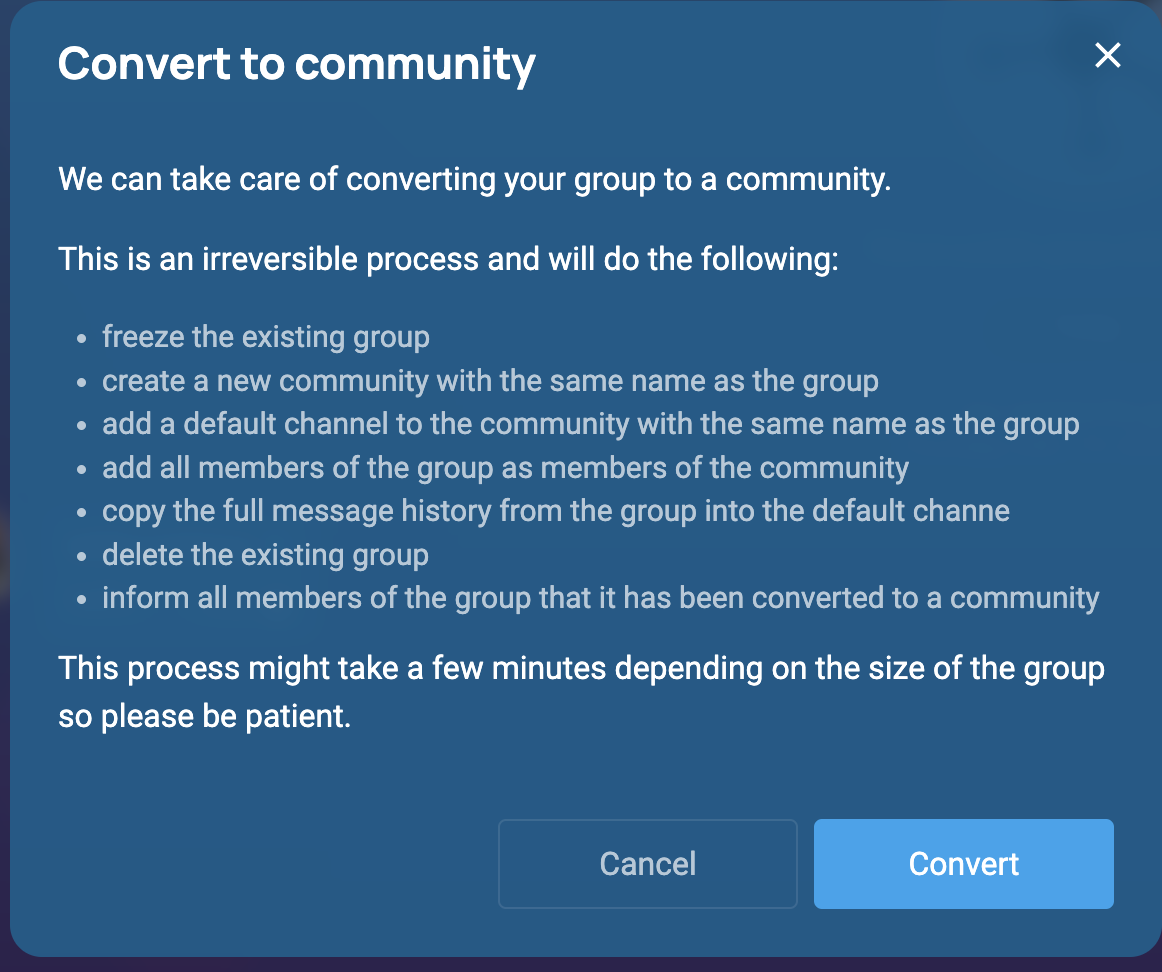 Convert to community
We can take care of converting your group to a community.
This is an irreversible process and will do the following:
• freeze the existing group
• create a new community with the same name as the group
• add a default channel to the community with the same name as the group
• add all members of the group as members of the community
• copy the full message history from the group into the default channe
• delete the existing group
• inform all members of the group that it has been converted to a community
This process might take a few minutes depending on the size of the group
so please be patient.
Cancel
Convert